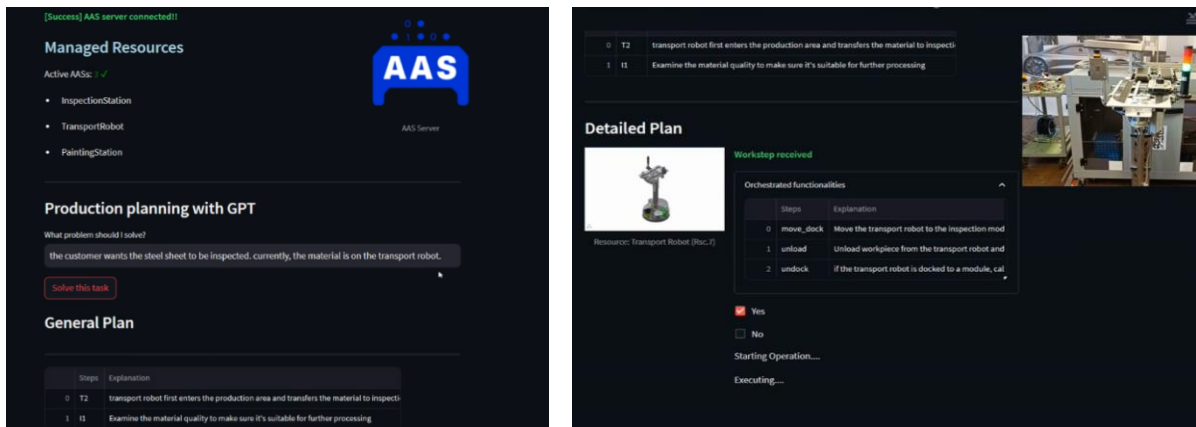 [Success] AAS server connected!!
Managed Resources
Active AASs: 3 ✓
• InspectionStation
• TransportRobot
• PaintingStation
AAS
AAS Server
Production planning with GPT
What problem should I solve?
the customer wants the steel sheet to be inspected. currently, the material is on the transport robot.
Solve this task
General Plan
Steps Explanation
0 T2 transport robot first enters the production area and transfers the material to inspecti
1 I1 Examine the material quality to make sure it's suitable for further processing
0 T2 transport robot first enters the production area and transfers the material to inspecti
1 I1 Examine the material quality to make sure it's suitable for further processing
Detailed Plan
Workstep received
Orchestrated functionalities
Steps Explanation
0 move_dock Move the transport robot to the inspection mod
1 unload Unload workpiece from the transport robot and
2 undock if the transport robot is docked to a module, cal
Resource: Transport Robot (Rsc.7)
Yes
No
Starting Operation....
Executing....